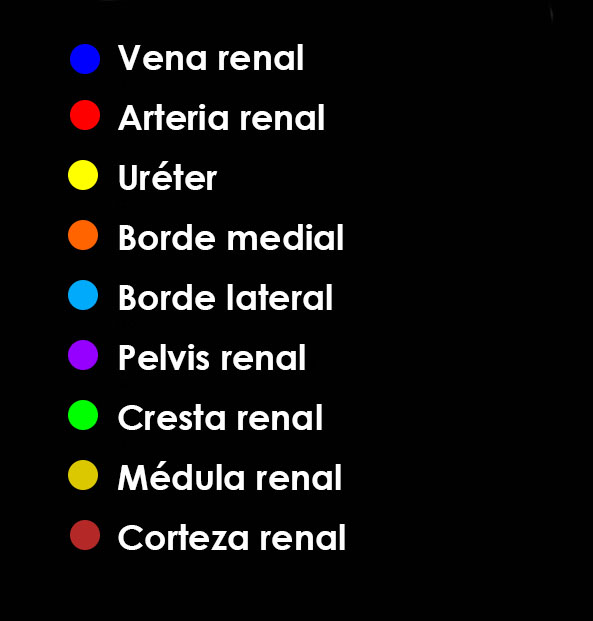 Vena renal
Arteria renal
Uréter
Borde medial
Borde lateral
Pelvis renal
Cresta renal
Médula renal
Corteza renal